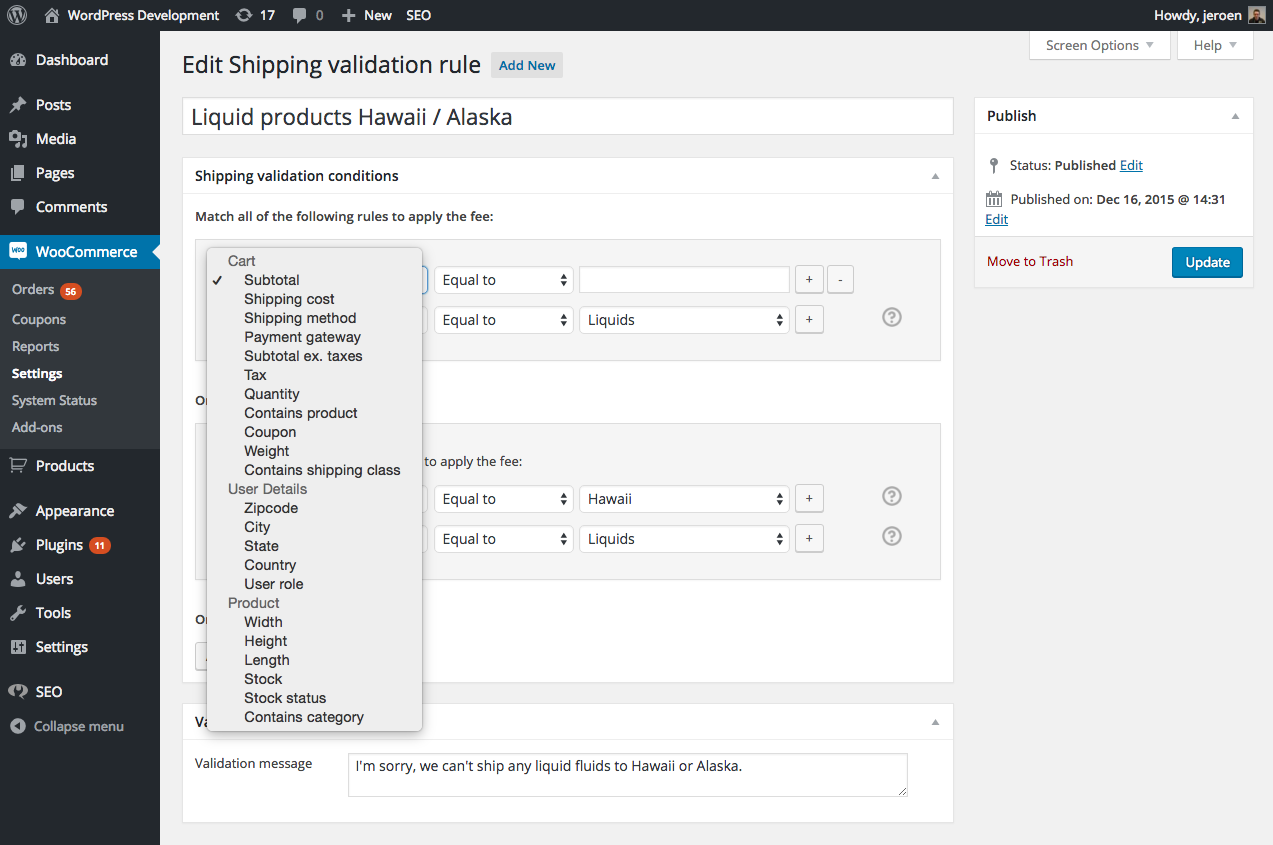 WordPress Development 17 0 New SEO Howdy, jeroen
Screen Options Help
Dashboard
Posts
Media
Pages
Comments
WooCommerce
Orders 56
Coupons
Reports
Settings
System Status
Add-ons
Products
Appearance
Plugins 11
Users
Tools
Settings
SEO
Collapse menu
Edit Shipping validation rule Add New
Liquid products Hawaii / Alaska
Shipping validation conditions
Match all of the following rules to apply the fee:
Cart
Subtotal
Shipping cost
Shipping method
Payment gateway
Subtotal ex. taxes
Tax
Quantity
Contains product
Coupon
Weight
Contains shipping class
User Details
Zipcode
City
State
Country
User role
Product
Width
Height
Length
Stock
Stock status
Contains category
Equal to + -
Equal to Liquids + ?
to apply the fee:
Equal to Hawaii + ?
Equal to Liquids + ?
Validation message I'm sorry, we can't ship any liquid fluids to Hawaii or Alaska.
Publish
Status: Published Edit
Published on: Dec 16, 2015 @ 14:31
Edit
Move to Trash Update